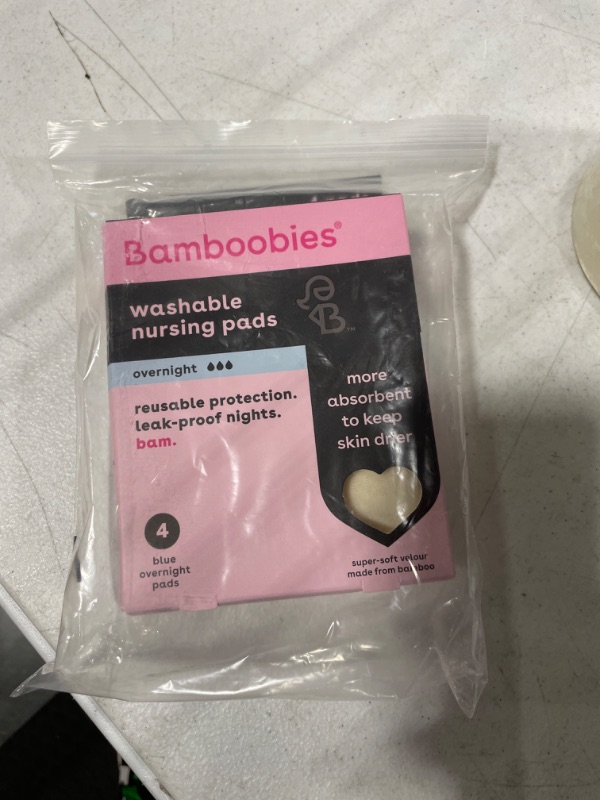 Bamboobies®
washable
nursing pads
B™
overnight
reusable protection.
leak-proof nights.
bam.
more
absorbent
to keep
skin drier
4
blue
overnight
pads
super-soft velour
made from bamboo